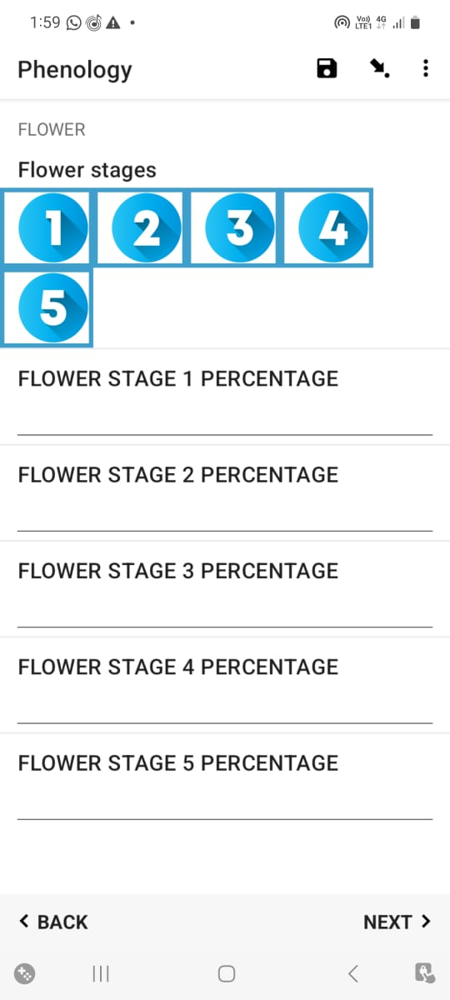 1:59
Vo) 4G
LTE1
Phenology
FLOWER
Flower stages
1 2 3 4
5
FLOWER STAGE 1 PERCENTAGE
FLOWER STAGE 2 PERCENTAGE
FLOWER STAGE 3 PERCENTAGE
FLOWER STAGE 4 PERCENTAGE
FLOWER STAGE 5 PERCENTAGE
BACK NEXT